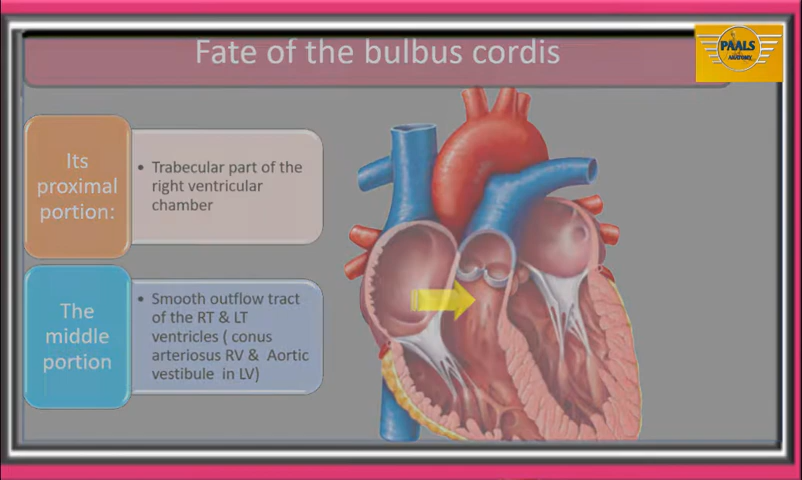 Fate of the bulbus cordis
PAALS
ANATOMY
Its
proximal
portion:
• Trabecular part of the
right ventricular
chamber
The
middle
portion
• Smooth outflow tract
of the RT & LT
ventricles ( conus
arteriosus RV & Aortic
vestibule in LV)